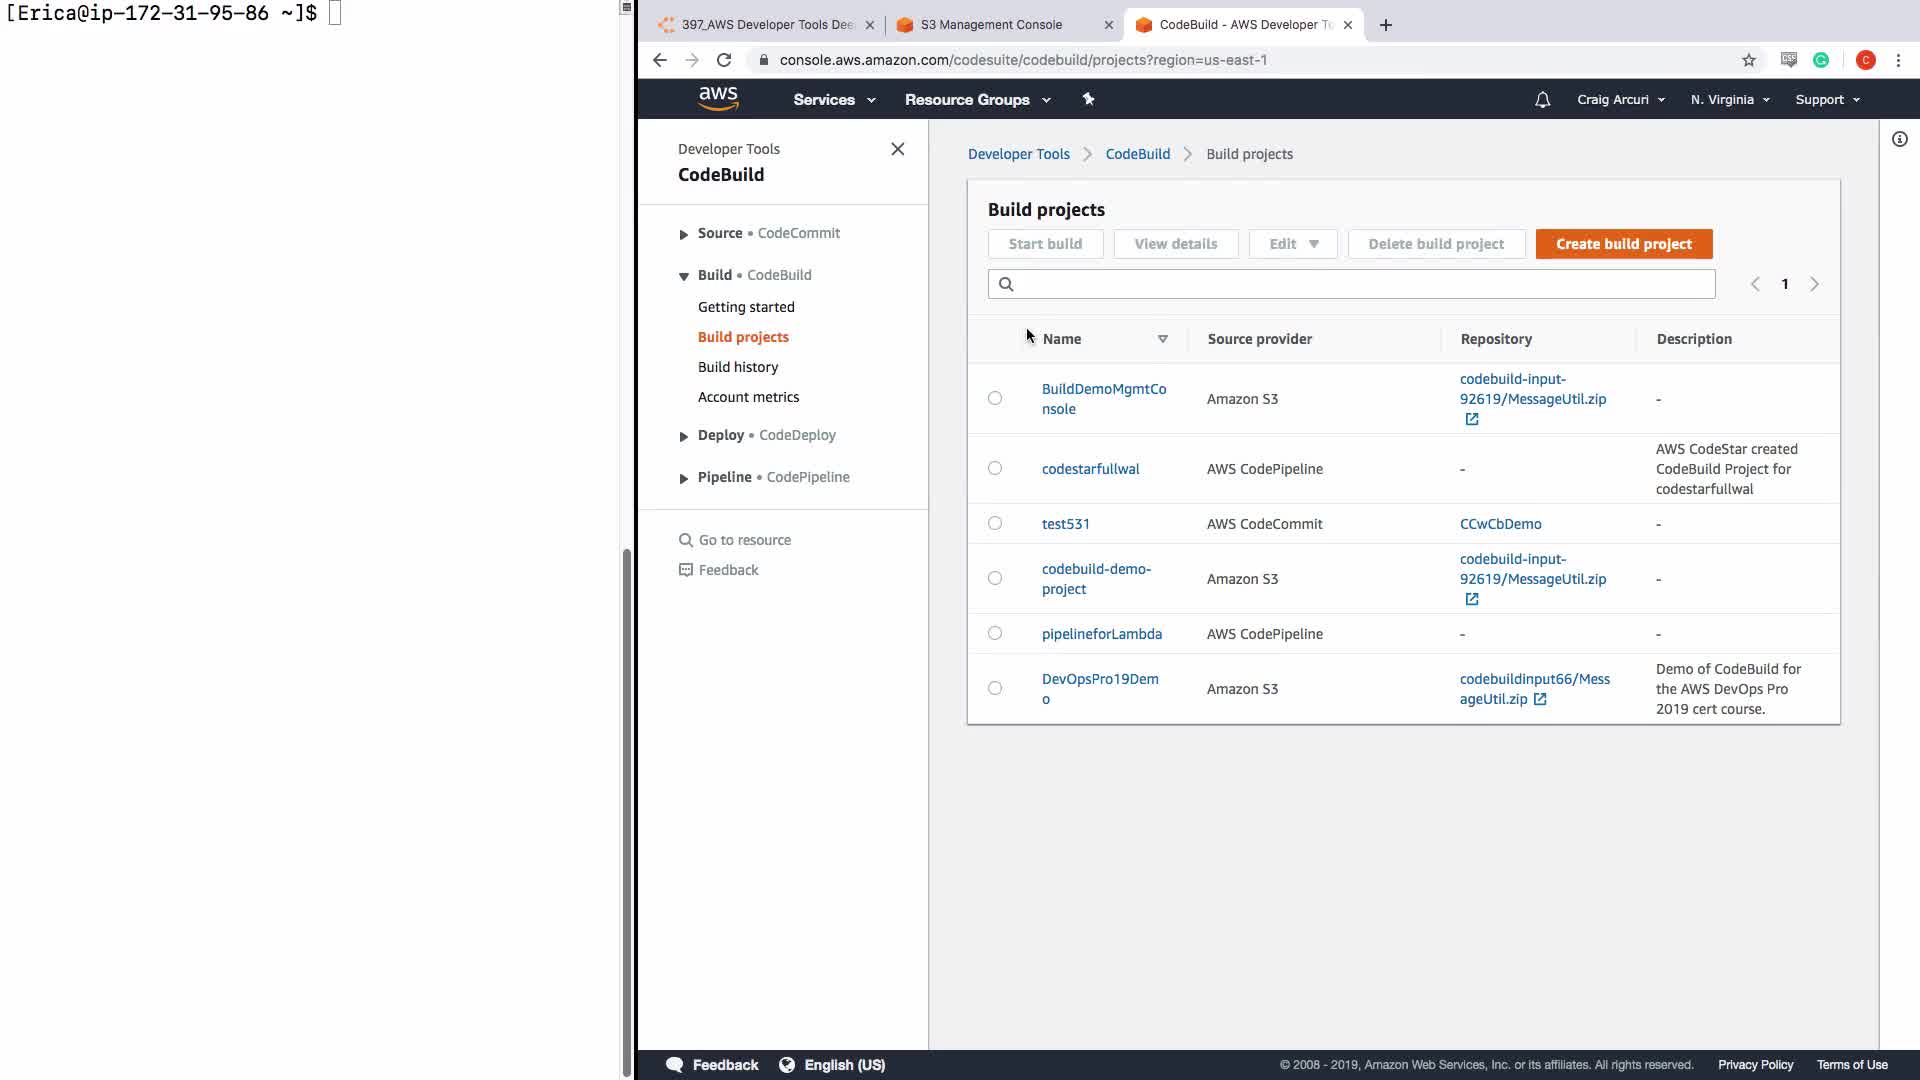 [Erica@ip-172-31-95-86 ~]$
397_AWS Developer Tools Dee
S3 Management Console
CodeBuild - AWS Developer To
console.aws.amazon.com/codesuite/codebuild/projects?region=us-east-1
C
aws
Services
Resource Groups
Craig Arcuri
N. Virginia
Support
Developer Tools
CodeBuild
Source • CodeCommit
Build • CodeBuild
Getting started
Build projects
Build history
Account metrics
Deploy • CodeDeploy
Pipeline • CodePipeline
Go to resource
Feedback
Developer Tools
CodeBuild
Build projects
Build projects
Start build
View details
Edit
Delete build project
Create build project
1
Name
Source provider
Repository
Description
BuildDemoMgmtCo
nsole
Amazon S3
codebuild-input-
92619/MessageUtil.zip
-
codestarfullwal
AWS CodePipeline
-
AWS CodeStar created
CodeBuild Project for
codestarfullwal
test531
AWS CodeCommit
CCwCbDemo
-
codebuild-demo-
project
Amazon S3
codebuild-input-
92619/MessageUtil.zip
-
pipelineforLambda
AWS CodePipeline
-
-
DevOpsPro19Dem
o
Amazon S3
codebuildinput66/Mess
ageUtil.zip
Demo of CodeBuild for
the AWS DevOps Pro
2019 cert course.
Feedback
English (US)
© 2008 - 2019, Amazon Web Services, Inc. or its affiliates. All rights reserved.
Privacy Policy
Terms of Use